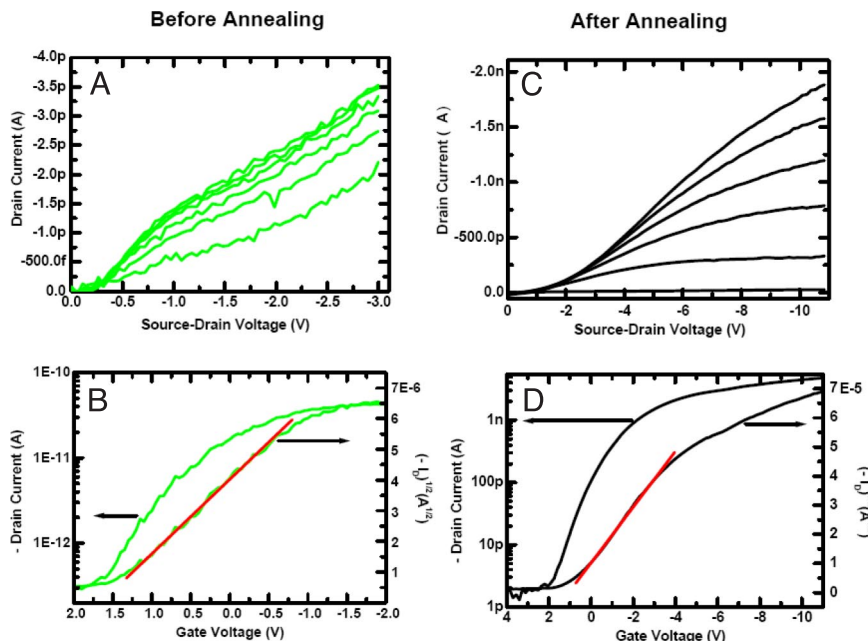 Before Annealing
After Annealing
A
-4.0p
-3.5p
-3.0p
-2.5p
-2.0p
-1.5p
-1.0p
-500.0f
0.0
Drain Current (A)
0.0 -0.5 -1.0 -1.5 -2.0 -2.5 -3.0
Source-Drain Voltage (V)
C
-2.0n
-1.5n
-1.0n
-500.0p
0.0
Drain Current ( A)
0 -2 -4 -6 -8 -10
Source-Drain Voltage (V)
B
1E-10
1E-11
1E-12
- Drain Current (A)
7E-6
6
5
4
3
2
1
(- I_D)^1/2 (A^1/2)
2.0 1.5 1.0 0.5 0.0 -0.5 -1.0 -1.5 -2.0
Gate Voltage (V)
D
1n
100p
10p
1p
- Drain Current (A)
7E-5
6
5
4
3
2
1
0
4 2 0 -2 -4 -6 -8 -10
Gate Voltage (V)